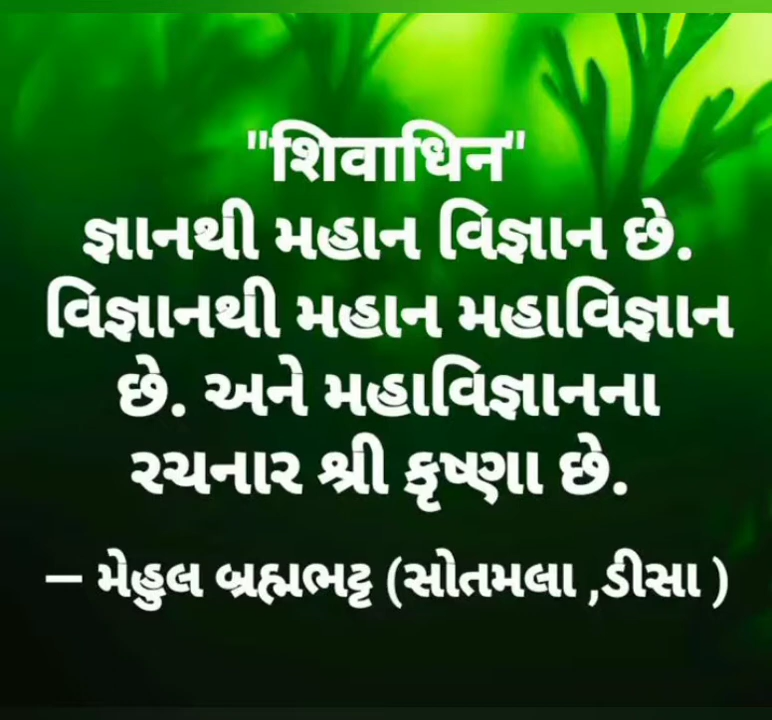 "શિવાધિન"
જ્ઞાનથી મહાન વિજ્ઞાન છે.
વિજ્ઞાનથી મહાન મહાવિજ્ઞાન
છે. અને મહાવિજ્ઞાનના
રચનાર શ્રી કૃષ્ણા છે.
– મેહુલ બ્રહ્મભટ્ટ (સોતમલા ,ડીસા )